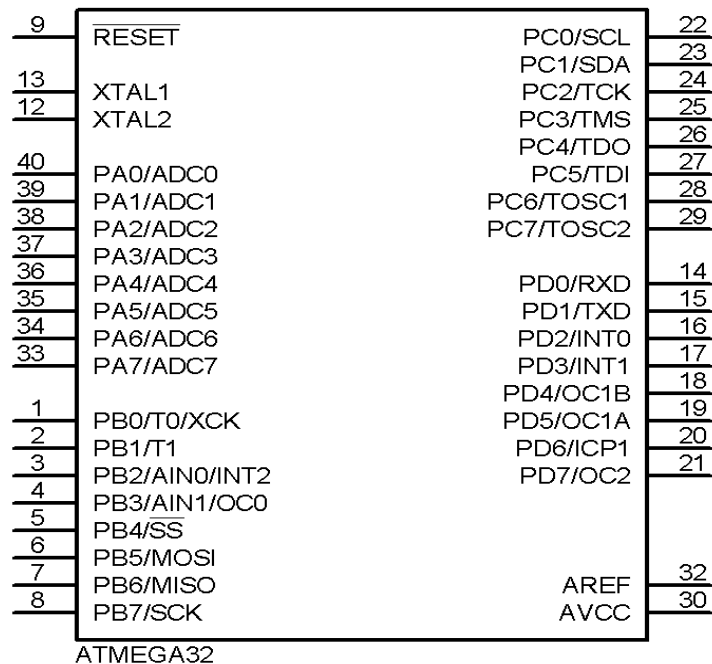 9 RESET PC0/SCL 22
PC1/SDA 23
13 XTAL1 PC2/TCK 24
12 XTAL2 PC3/TMS 25
PC4/TDO 26
40 PA0/ADC0 PC5/TDI 27
39 PA1/ADC1 PC6/TOSC1 28
38 PA2/ADC2 PC7/TOSC2 29
37 PA3/ADC3
36 PA4/ADC4 PD0/RXD 14
35 PA5/ADC5 PD1/TXD 15
34 PA6/ADC6 PD2/INT0 16
33 PA7/ADC7 PD3/INT1 17
PD4/OC1B 18
1 PB0/T0/XCK PD5/OC1A 19
2 PB1/T1 PD6/ICP1 20
3 PB2/AIN0/INT2 PD7/OC2 21
4 PB3/AIN1/OC0
5 PB4/SS
6 PB5/MOSI
7 PB6/MISO AREF 32
8 PB7/SCK AVCC 30
ATMEGA32